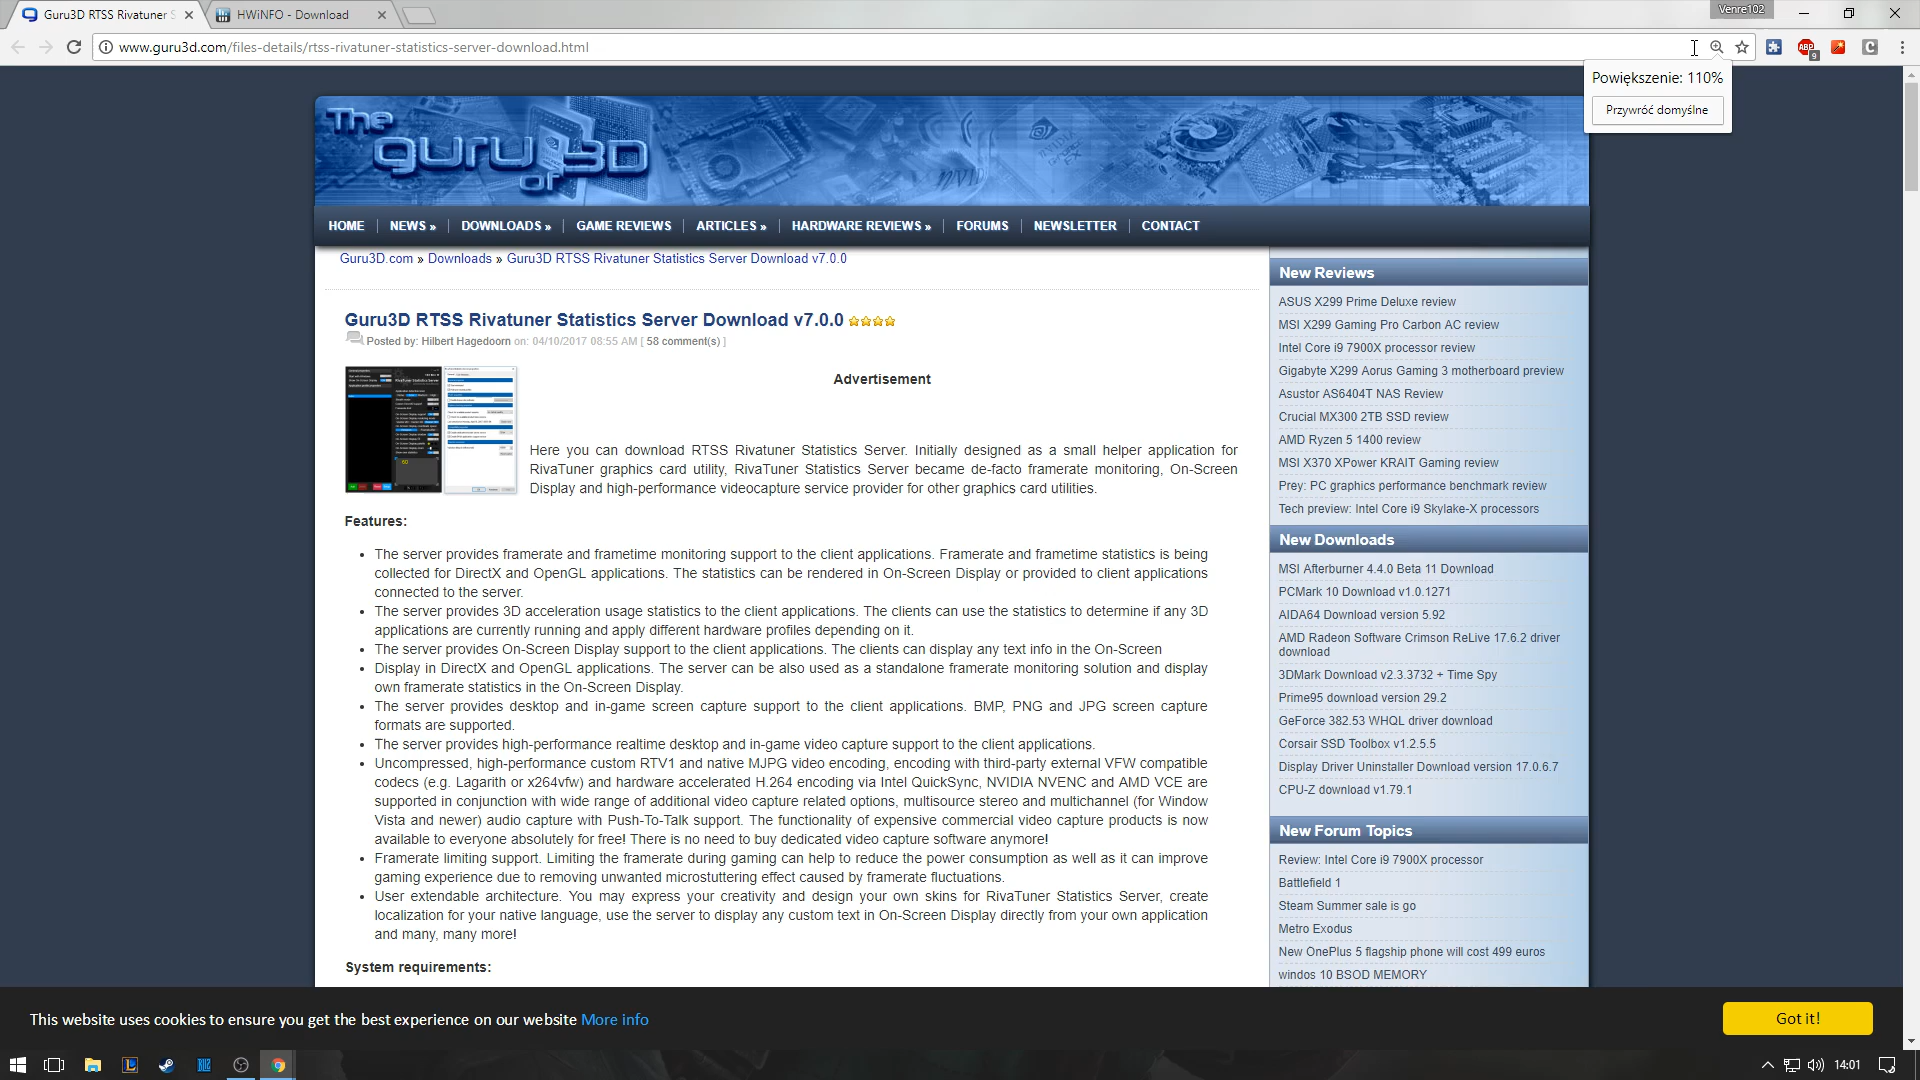 Guru3D RTSS Rivatuner S
HWiNFO - Download
Venre102
www.guru3d.com/files-details/rtss-rivatuner-statistics-server-download.html
ABP
9
C
Powiększenie: 110%
Przywróć domyślne
The guru of 3D
HOME
NEWS »
DOWNLOADS »
GAME REVIEWS
ARTICLES »
HARDWARE REVIEWS »
FORUMS
NEWSLETTER
CONTACT
Guru3D.com » Downloads » Guru3D RTSS Rivatuner Statistics Server Download v7.0.0
Guru3D RTSS Rivatuner Statistics Server Download v7.0.0
Posted by: Hilbert Hagedoorn on: 04/10/2017 08:55 AM [ 58 comment(s) ]
Advertisement
Here you can download RTSS Rivatuner Statistics Server. Initially designed as a small helper application for
RivaTuner graphics card utility, RivaTuner Statistics Server became de-facto framerate monitoring, On-Screen
Display and high-performance videocapture service provider for other graphics card utilities.
Features:
• The server provides framerate and frametime monitoring support to the client applications. Framerate and frametime statistics is being
collected for DirectX and OpenGL applications. The statistics can be rendered in On-Screen Display or provided to client applications
connected to the server.
• The server provides 3D acceleration usage statistics to the client applications. The clients can use the statistics to determine if any 3D
applications are currently running and apply different hardware profiles depending on it.
• The server provides On-Screen Display support to the client applications. The clients can display any text info in the On-Screen
• Display in DirectX and OpenGL applications. The server can be also used as a standalone framerate monitoring solution and display
own framerate statistics in the On-Screen Display.
• The server provides desktop and in-game screen capture support to the client applications. BMP, PNG and JPG screen capture
formats are supported.
• The server provides high-performance realtime desktop and in-game video capture support to the client applications.
• Uncompressed, high-performance custom RTV1 and native MJPG video encoding, encoding with third-party external VFW compatible
codecs (e.g. Lagarith or x264vfw) and hardware accelerated H.264 encoding via Intel QuickSync, NVIDIA NVENC and AMD VCE are
supported in conjunction with wide range of additional video capture related options, multisource stereo and multichannel (for Window
Vista and newer) audio capture with Push-To-Talk support. The functionality of expensive commercial video capture products is now
available to everyone absolutely for free! There is no need to buy dedicated video capture software anymore!
• Framerate limiting support. Limiting the framerate during gaming can help to reduce the power consumption as well as it can improve
gaming experience due to removing unwanted microstuttering effect caused by framerate fluctuations.
• User extendable architecture. You may express your creativity and design your own skins for RivaTuner Statistics Server, create
localization for your native language, use the server to display any custom text in On-Screen Display directly from your own application
and many, many more!
System requirements:
New Reviews
ASUS X299 Prime Deluxe review
MSI X299 Gaming Pro Carbon AC review
Intel Core i9 7900X processor review
Gigabyte X299 Aorus Gaming 3 motherboard preview
Asustor AS6404T NAS Review
Crucial MX300 2TB SSD review
AMD Ryzen 5 1400 review
MSI X370 XPower KRAIT Gaming review
Prey: PC graphics performance benchmark review
Tech preview: Intel Core i9 Skylake-X processors
New Downloads
MSI Afterburner 4.4.0 Beta 11 Download
PCMark 10 Download v1.0.1271
AIDA64 Download version 5.92
AMD Radeon Software Crimson ReLive 17.6.2 driver
download
3DMark Download v2.3.3732 + Time Spy
Prime95 download version 29.2
GeForce 382.53 WHQL driver download
Corsair SSD Toolbox v1.2.5.5
Display Driver Uninstaller Download version 17.0.6.7
CPU-Z download v1.79.1
New Forum Topics
Review: Intel Core i9 7900X processor
Battlefield 1
Steam Summer sale is go
Metro Exodus
New OnePlus 5 flagship phone will cost 499 euros
windos 10 BSOD MEMORY
This website uses cookies to ensure you get the best experience on our website More info
Got it!
14:01